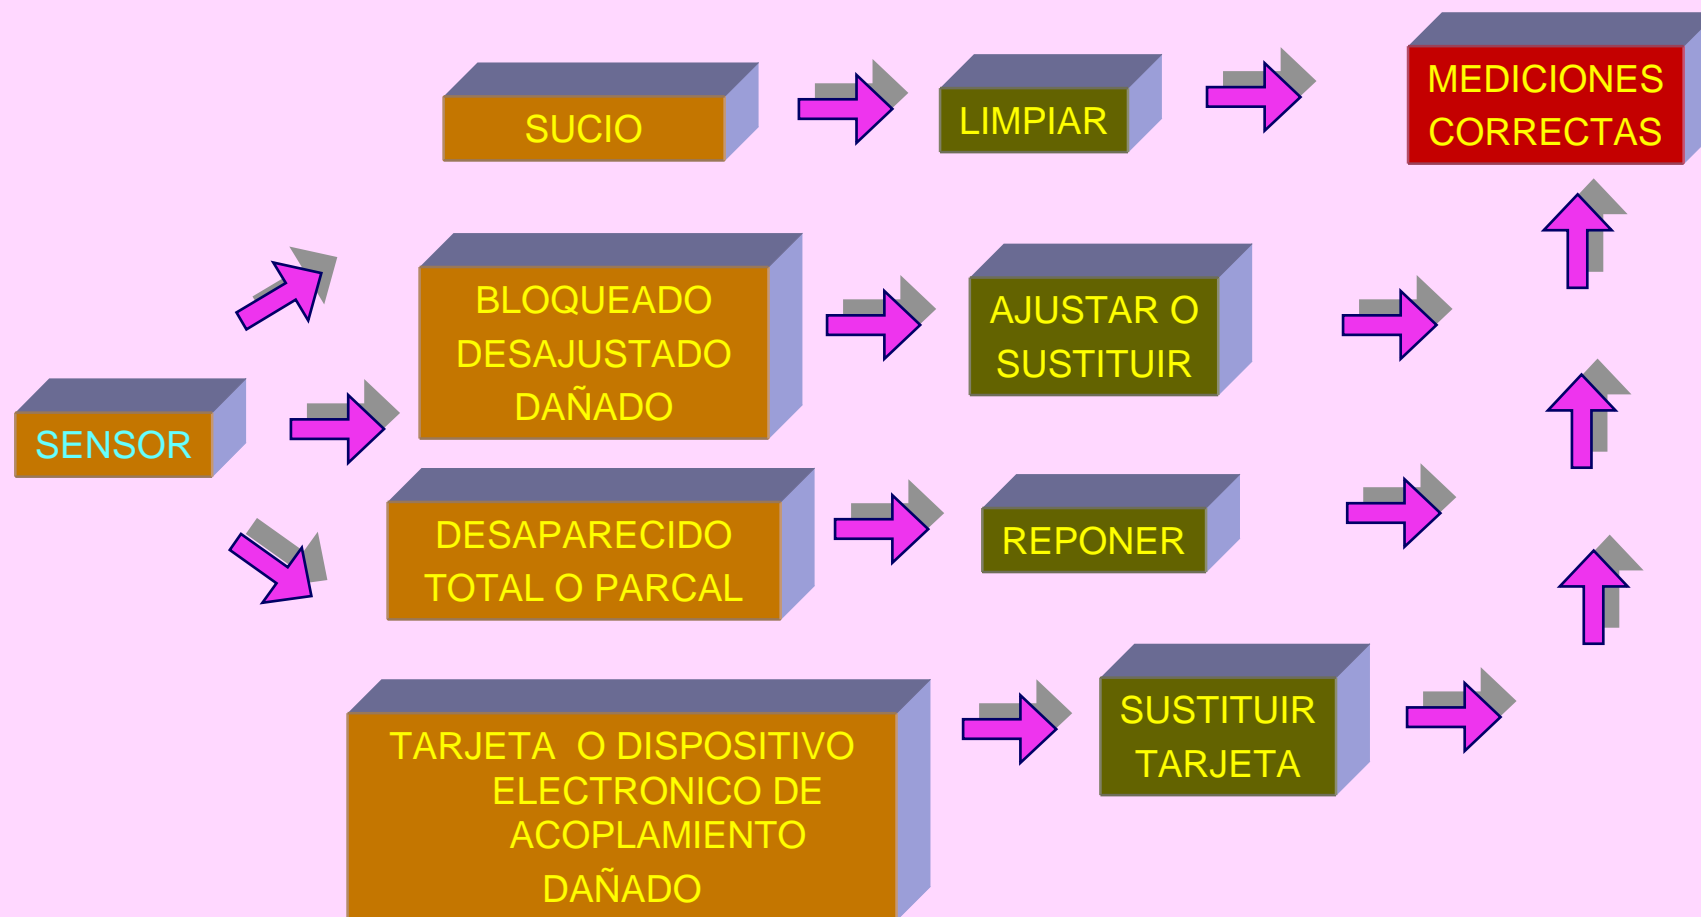 SUCIO
LIMPIAR
MEDICIONES
CORRECTAS
SENSOR
BLOQUEADO
DESAJUSTADO
DAÑADO
AJUSTAR O
SUSTITUIR
DESAPARECIDO
TOTAL O PARCAL
REPONER
TARJETA  O DISPOSITIVO
ELECTRONICO DE
ACOPLAMIENTO
DAÑADO
SUSTITUIR
TARJETA